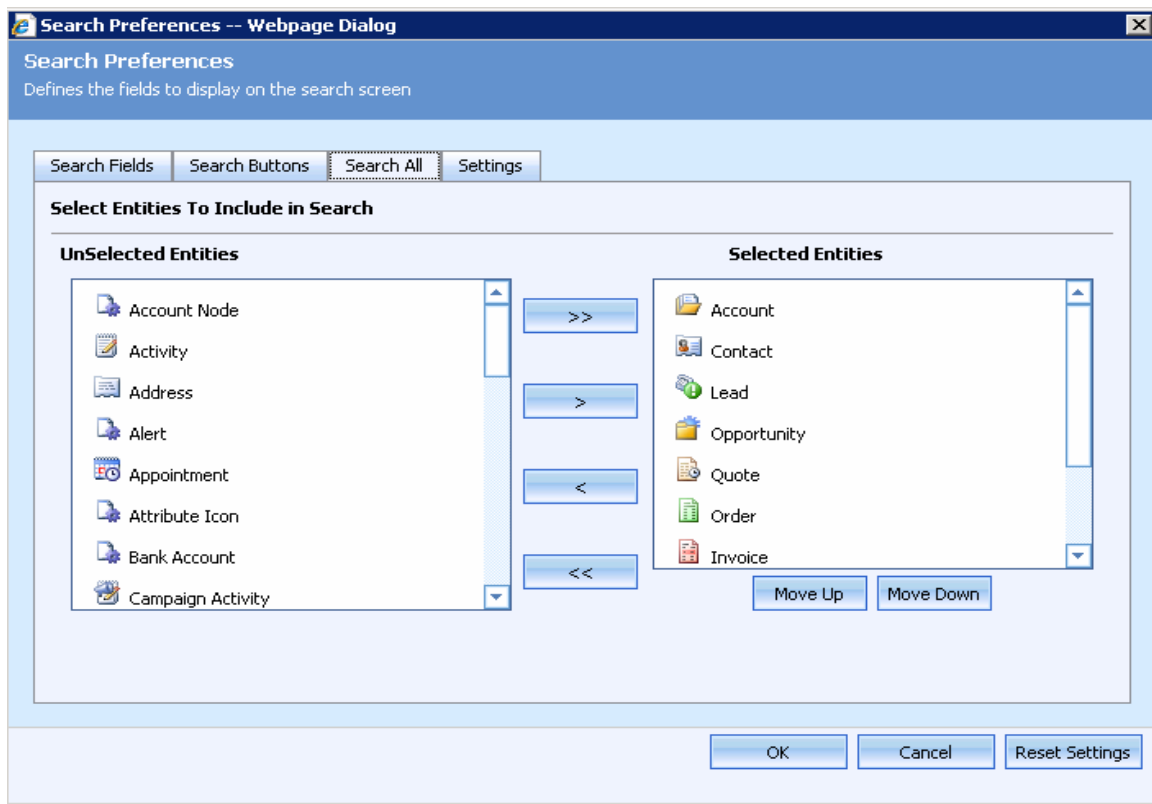 Search Preferences -- Webpage Dialog
Search Preferences
Defines the fields to display on the search screen
Search Fields
Search Buttons
Search All
Settings
Select Entities To Include in Search
UnSelected Entities
Account Node
Activity
Address
Alert
Appointment
Attribute Icon
Bank Account
Campaign Activity
>>
>
<
<<
Selected Entities
Account
Contact
Lead
Opportunity
Quote
Order
Invoice
Move Up
Move Down
OK
Cancel
Reset Settings